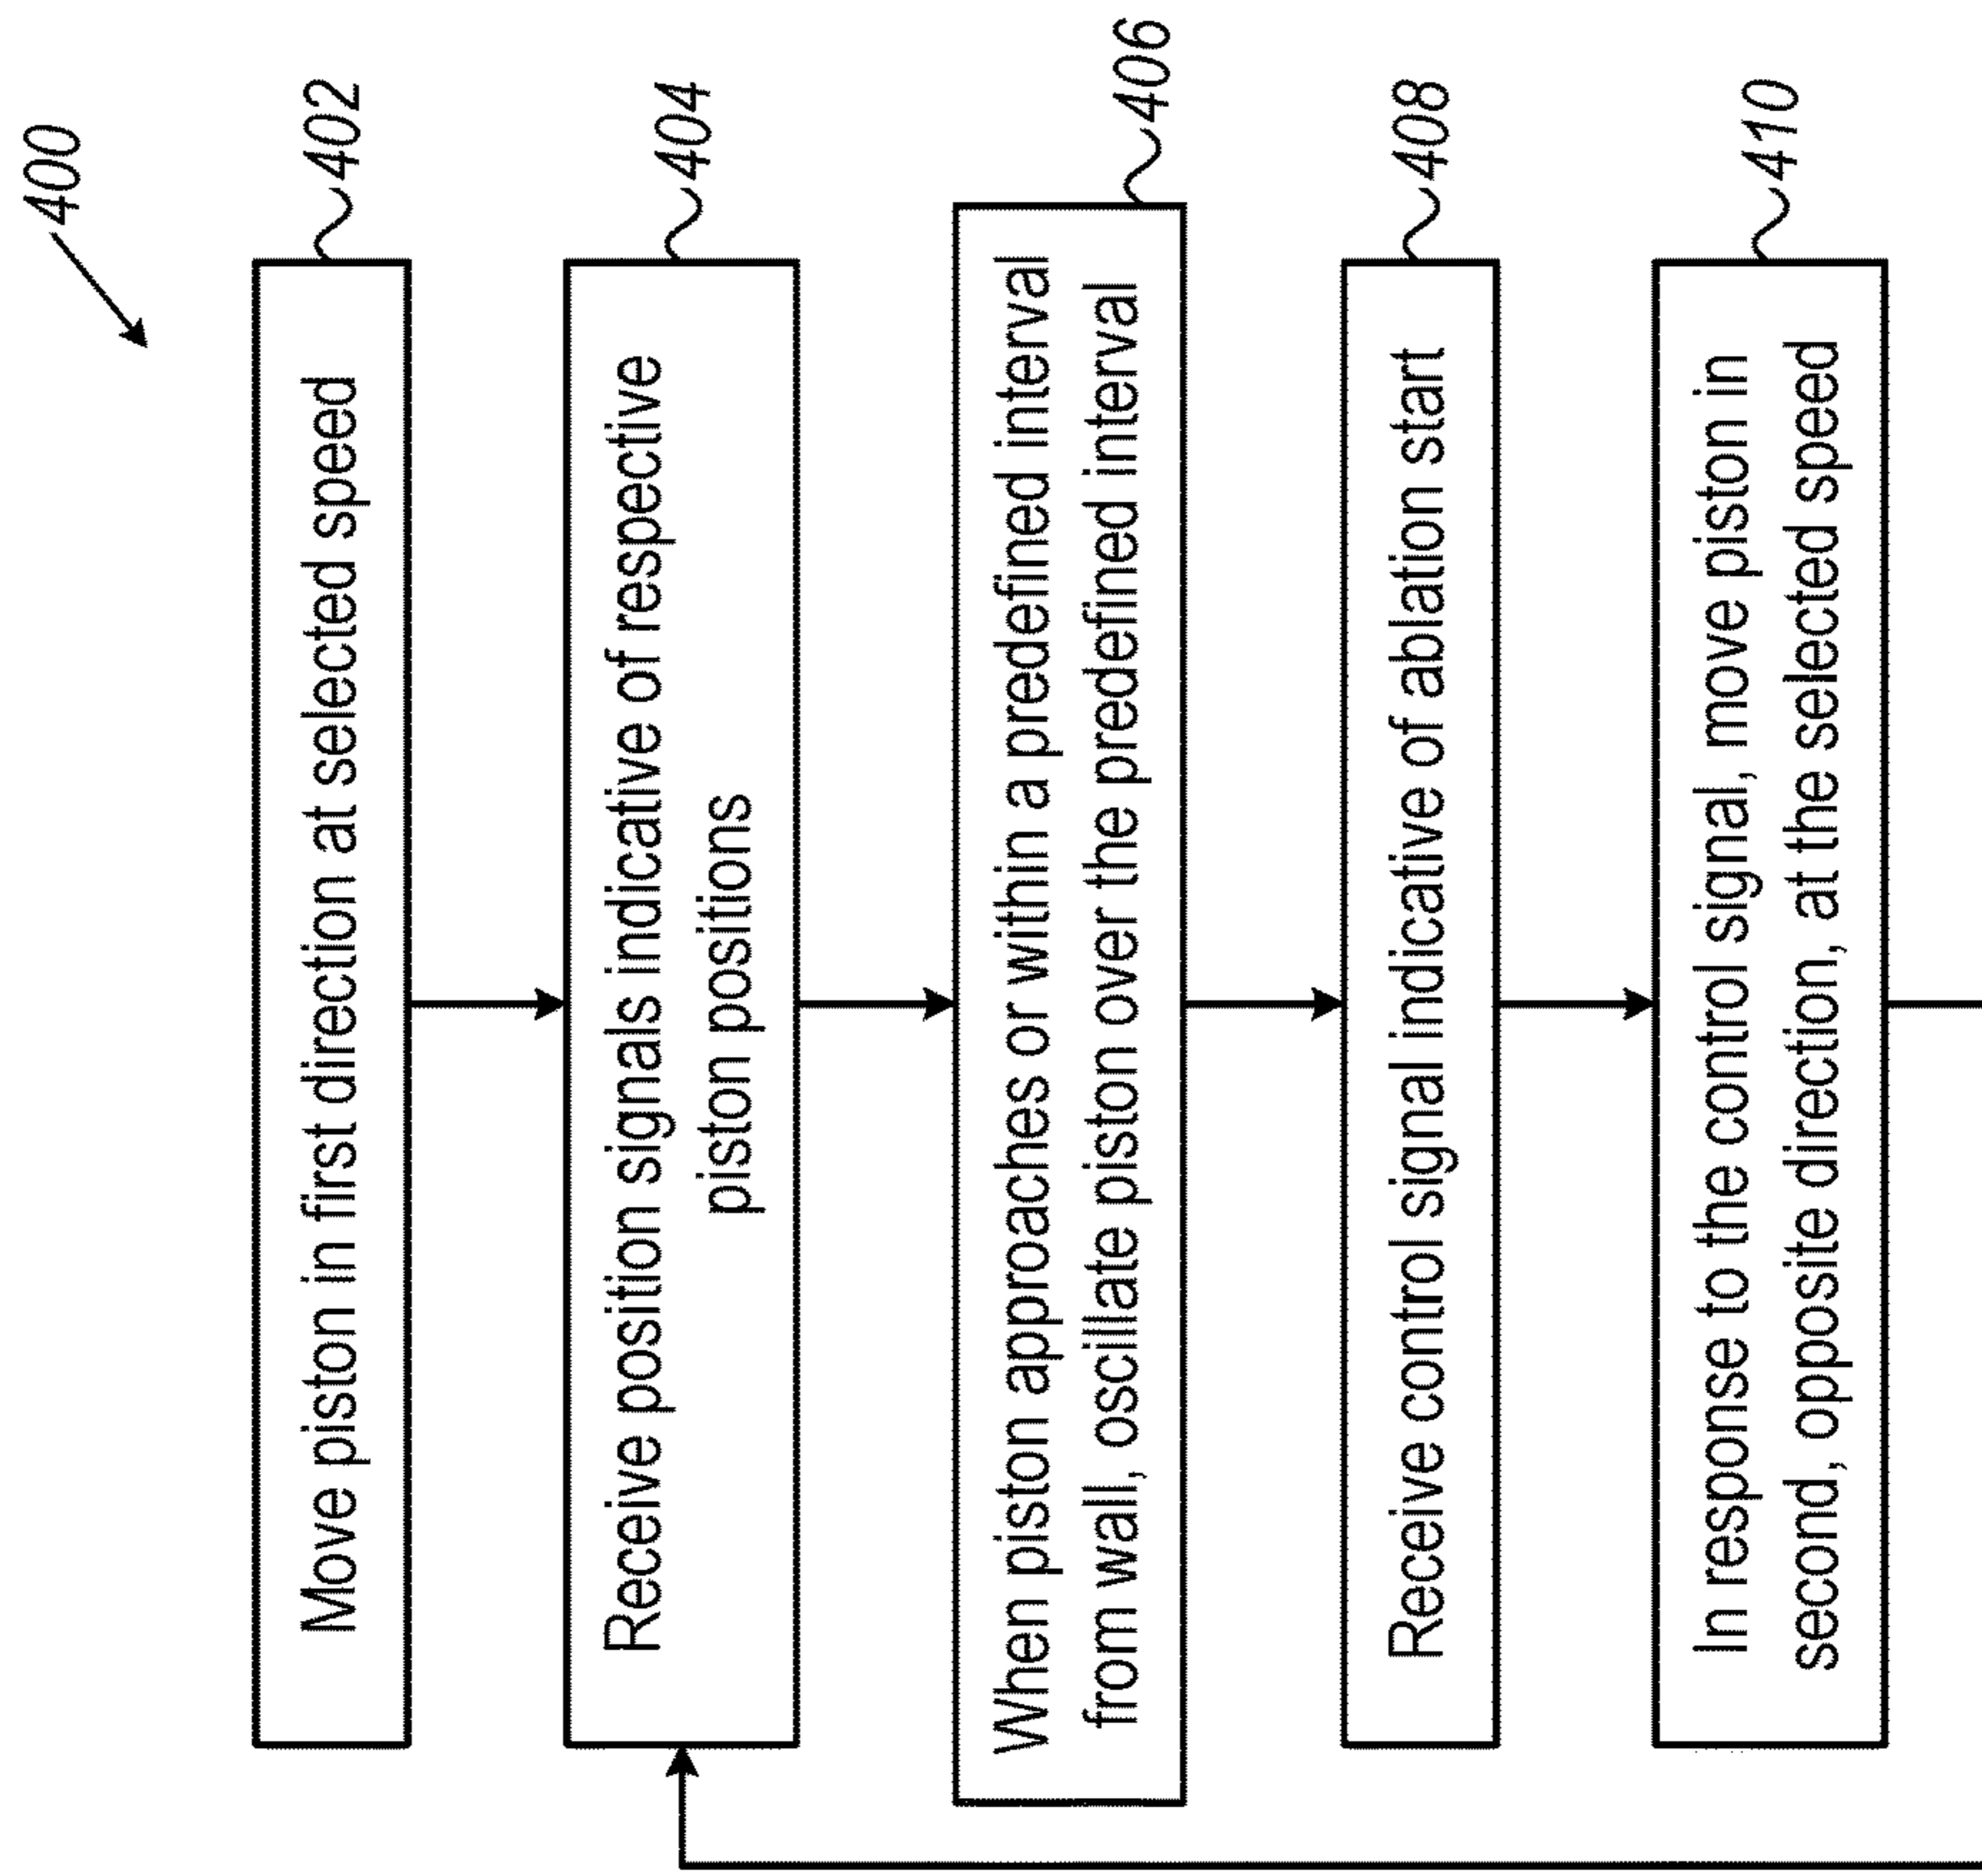 400
Move piston in first direction at selected speed
402
Receive position signals indicative of respective
piston positions
404
When piston approaches or within a predefined interval
from wall, oscillate piston over the predefined interval
406
Receive control signal indicative of ablation start
408
In response to the control signal, move piston in
second, opposite direction, at the selected speed
410